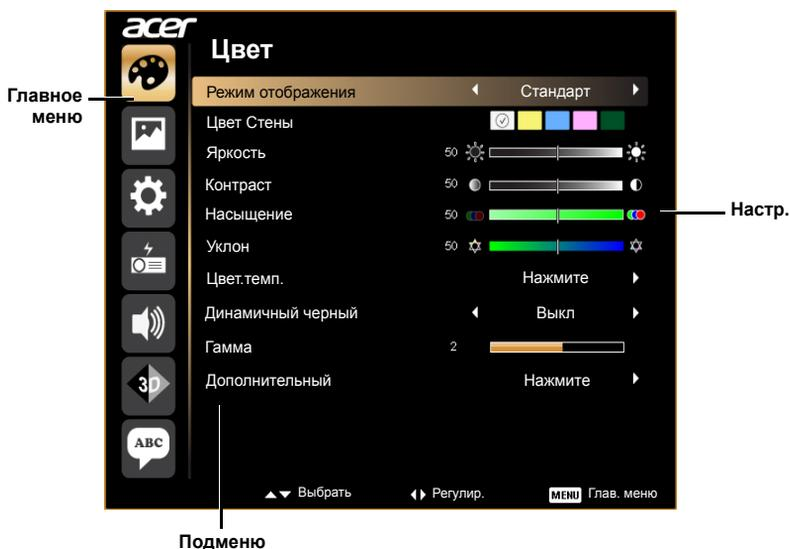 acer
Цвет
Главное
меню
Режим отображения Стандарт
Цвет Стены
Яркость 50
Контраст 50
Насыщение 50
Настр.
Уклон 50
Цвет.темп. Нажмите
Динамичный черный Выкл
Гамма 2
3D
Дополнительный Нажмите
ABC
Выбрать Регулир. MENU Глав. меню
Подменю